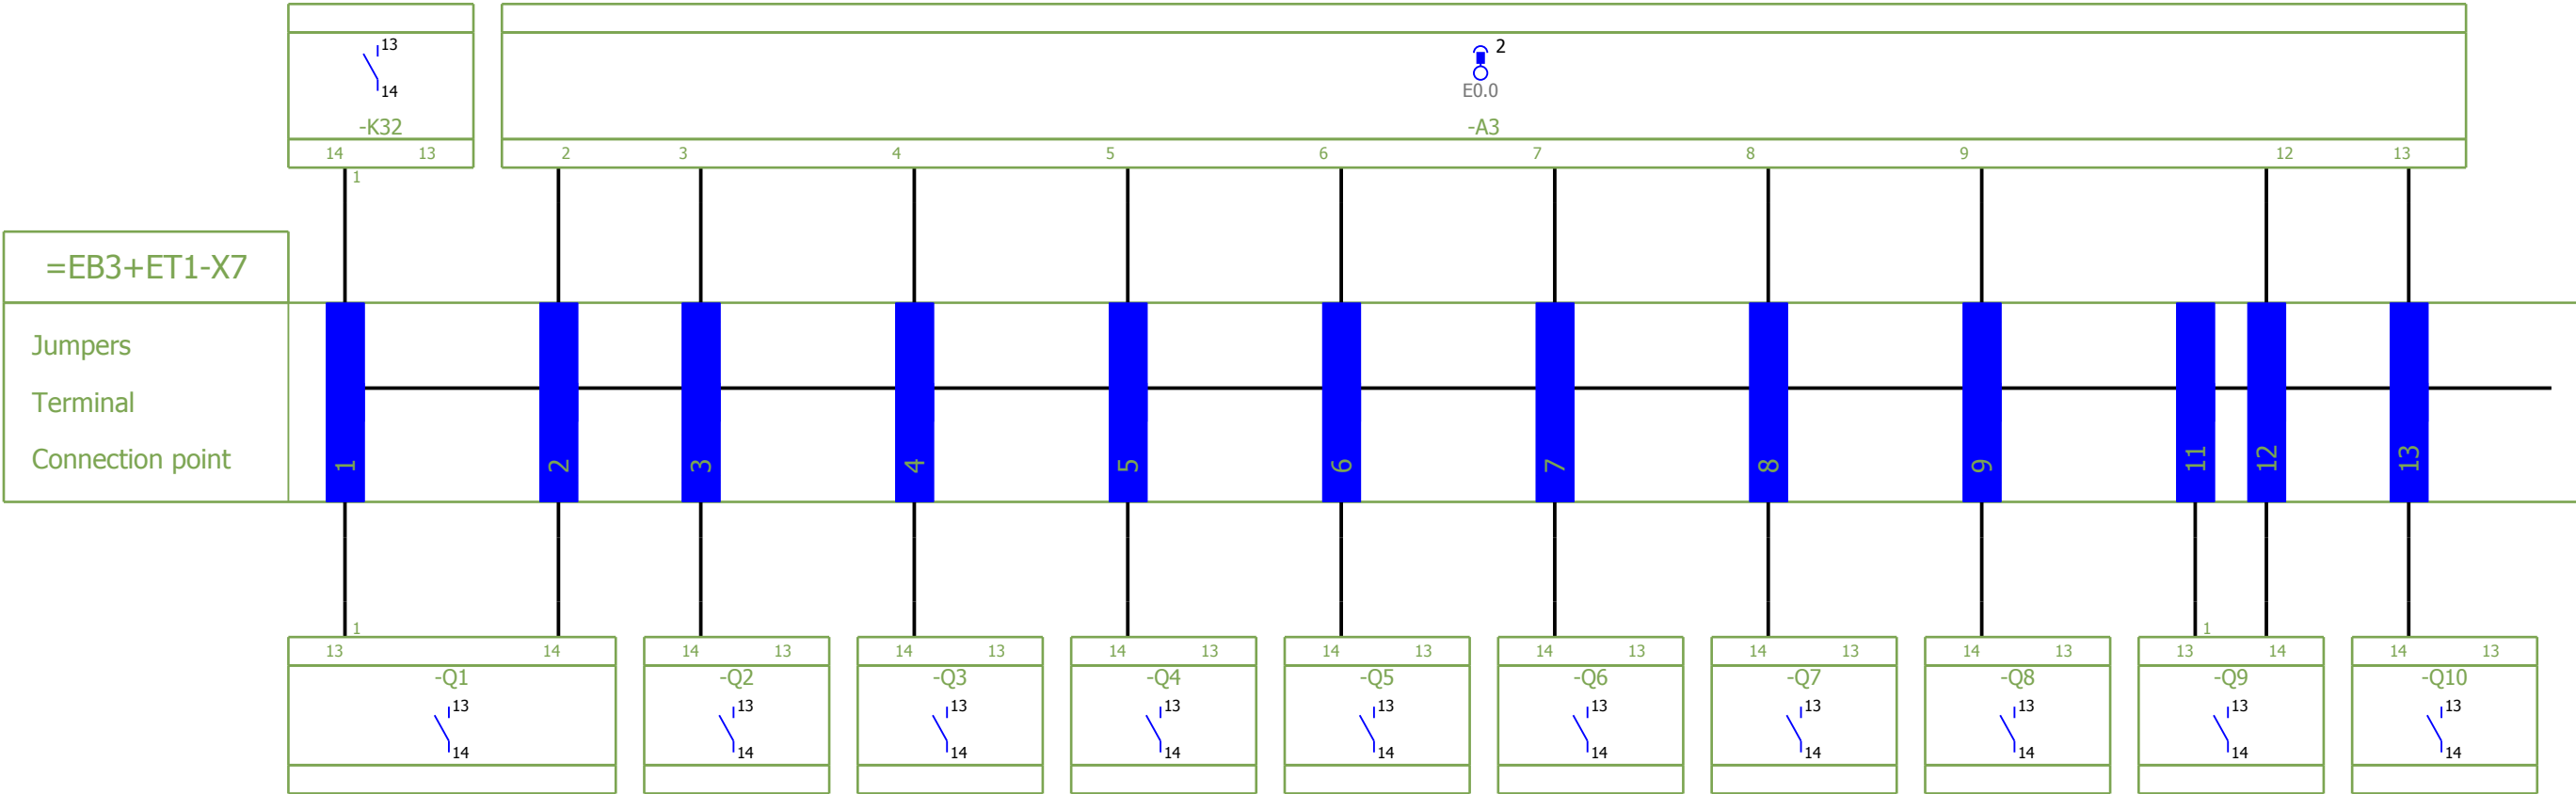 13
14
-K32
14 13
2
E0.0
-A3
2 3 4 5 6 7 8 9 12 13
1
=EB3+ET1-X7
Jumpers
Terminal
Connection point
1 2 3 4 5 6 7 8 9 11 12 13
1 1
13 14 14 13 14 13 14 13 14 13 14 13 14 13 14 13 13 14 14 13
-Q1 -Q2 -Q3 -Q4 -Q5 -Q6 -Q7 -Q8 -Q9 -Q10
13 13 13 13 13 13 13 13 13 13
14 14 14 14 14 14 14 14 14 14